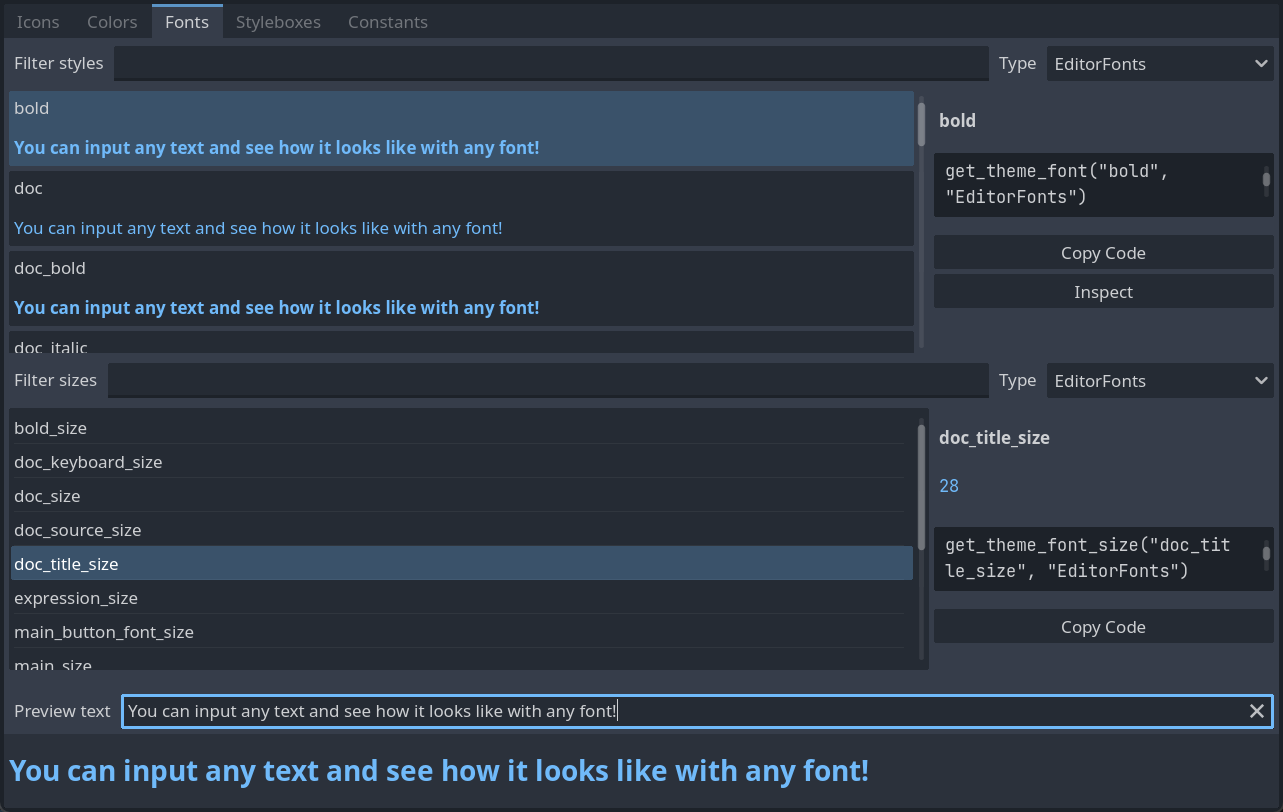 Icons Colors Fonts Styleboxes Constants
Filter styles Type EditorFonts
bold
You can input any text and see how it looks like with any font!
doc
You can input any text and see how it looks like with any font!
doc_bold
You can input any text and see how it looks like with any font!
doc_italic
bold
get_theme_font("bold",
"EditorFonts")
Copy Code
Inspect
Filter sizes Type EditorFonts
bold_size
doc_keyboard_size
doc_size
doc_source_size
doc_title_size
expression_size
main_button_font_size
main_size
doc_title_size
28
get_theme_font_size("doc_tit
le_size", "EditorFonts")
Copy Code
Preview text You can input any text and see how it looks like with any font!
You can input any text and see how it looks like with any font!